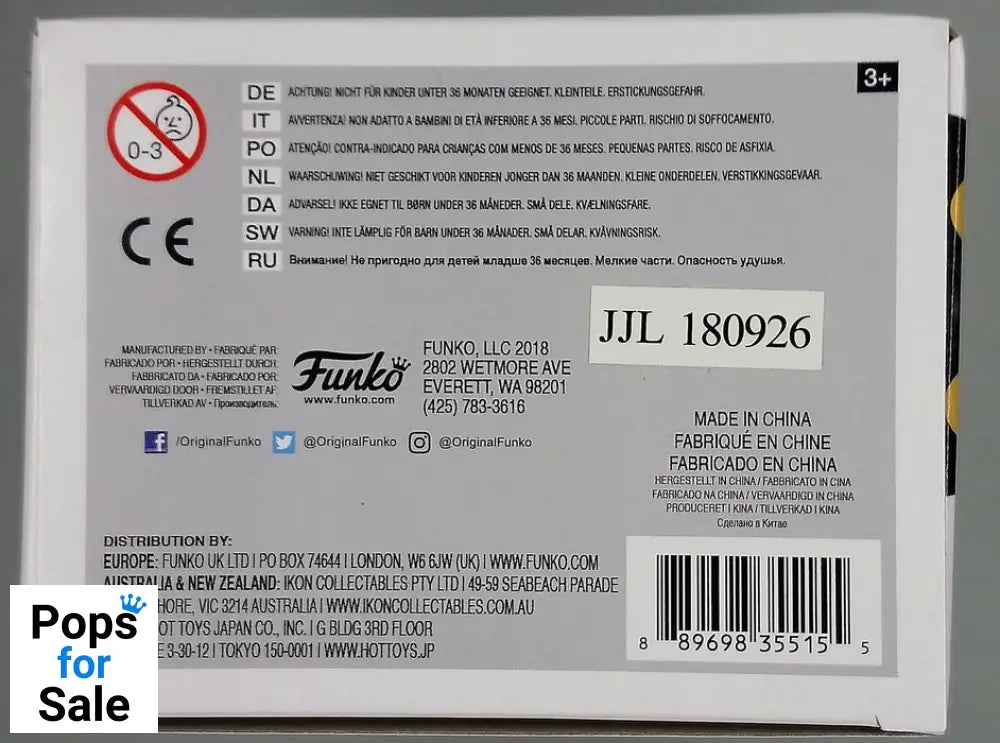 3+
0-3
DE ACHTUNG! NICHT FÜR KINDER UNTER 36 MONATEN GEEIGNET. KLEINTEILE. ERSTICKUNGSGEFAHR.
IT AVVERTENZA! NON ADATTO A BAMBINI DI ETÀ INFERIORE A 36 MESI. PICCOLE PARTI. RISCHIO DI SOFFOCAMENTO.
PO ATENÇÃO! CONTRA-INDICADO PARA CRIANÇAS COM MENOS DE 36 MESES. PEQUENAS PARTES. RISCO DE ASFIXIA.
NL WAARSCHUWING! NIET GESCHIKT VOOR KINDEREN JONGER DAN 36 MAANDEN. KLEINE ONDERDELEN. VERSTIKKINGSGEVAAR.
DA ADVARSEL! IKKE EGNET TIL BØRN UNDER 36 MÅNEDER. SMÅ DELE. KVÆLNINGSFARE.
SW VARNING! INTE LÄMPLIG FÖR BARN UNDER 36 MÅNADER. SMÅ DELAR. KVÄVNINGSRISK.
RU Внимание! Не пригодно для детей младше 36 месяцев. Мелкие части. Опасность удушья.
CE
JJL 180926
MANUFACTURED BY • FABRIQUÉ PAR:
FABRICADO POR • HERGESTELLT DURCH:
FABBRICATO DA • FABRICADO POR:
VERVAARDIGD DOOR • FREMSTILLET AF:
TILLVERKAD AV • Производитель:
Funko
www.funko.com
FUNKO, LLC 2018
2802 WETMORE AVE
EVERETT, WA 98201
(425) 783-3616
/OriginalFunko @OriginalFunko @OriginalFunko
MADE IN CHINA
FABRIQUÉ EN CHINE
FABRICADO EN CHINA
HERGESTELLT IN CHINA / FABBRICATO IN CINA
FABRICADO NA CHINA / VERVAARDIGD IN CHINA
PRODUCERET I KINA / TILLVERKAD I KINA
Сделано в Китае
DISTRIBUTION BY:
EUROPE: FUNKO UK LTD | PO BOX 74644 | LONDON, W6 6JW (UK) | WWW.FUNKO.COM
AUSTRALIA & NEW ZEALAND: IKON COLLECTABLES PTY LTD | 49-59 SEABEACH PARADE
HORE, VIC 3214 AUSTRALIA | WWW.IKONCOLLECTABLES.COM.AU
OT TOYS JAPAN CO., INC. | G BLDG 3RD FLOOR
E 3-30-12 | TOKYO 150-0001 | WWW.HOTTOYS.JP
8 89698 35515 5
Pops
for
Sale